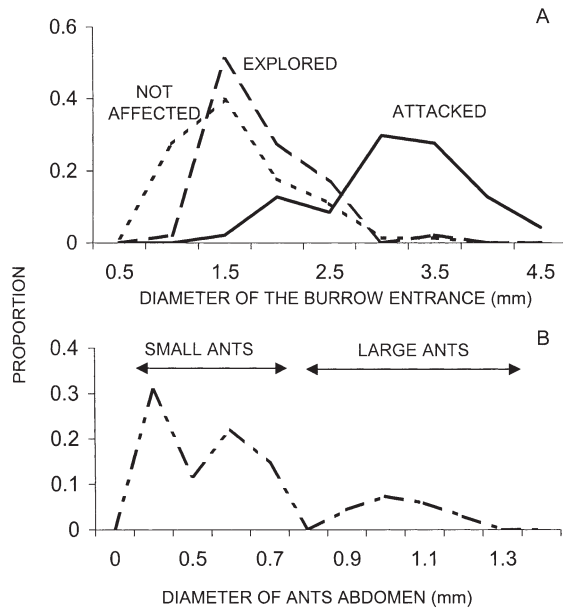 A
0.6
EXPLORED
NOT
AFFECTED
ATTACKED
0.4
0.2
0
0.5 1.5 2.5 3.5 4.5
DIAMETER OF THE BURROW ENTRANCE (mm)
PROPORTION
B
0.4
SMALL ANTS
LARGE ANTS
0.3
0.2
0.1
0
0 0.5 0.7 0.9 1.1 1.3
DIAMETER OF ANTS ABDOMEN (mm)